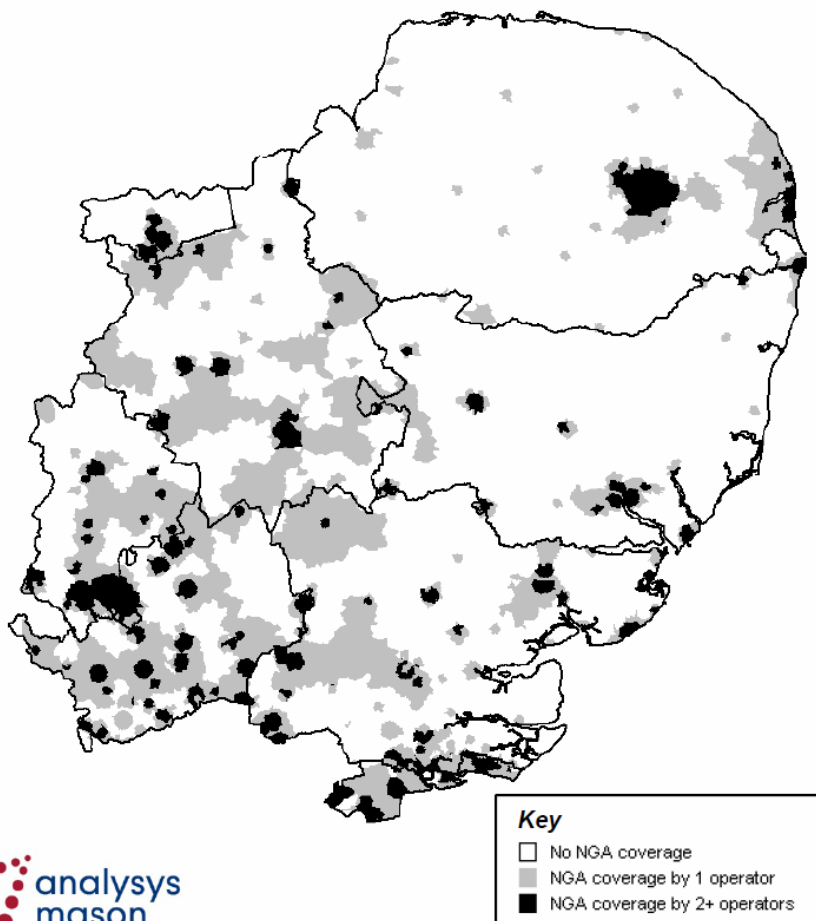 Key
No NGA coverage
NGA coverage by 1 operator
NGA coverage by 2+ operators
analysys
mason